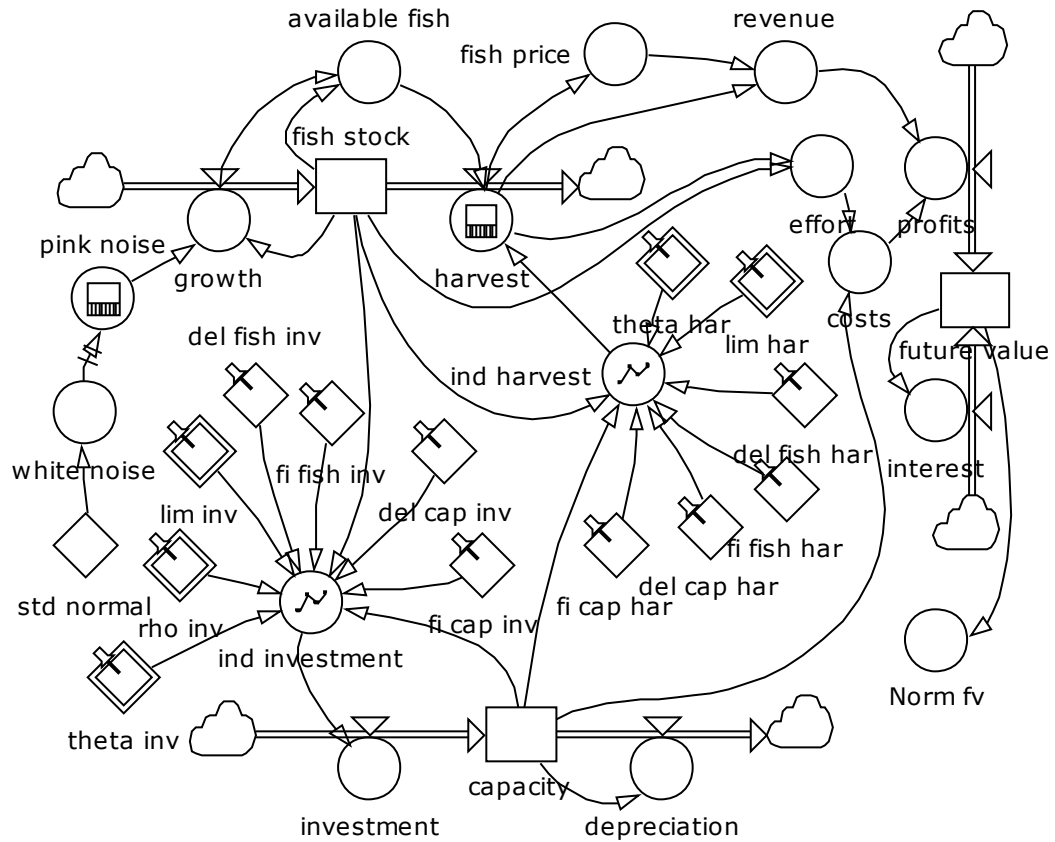 available fish
revenue
fish price
fish stock
pink noise
growth
harvest
effort
profits
costs
theta har
lim har
future value
del fish inv
ind harvest
white noise
fi fish inv
del fish har
interest
lim inv
del cap inv
fi fish har
std normal
rho inv
fi cap inv
fi cap har
del cap har
ind investment
Norm fv
theta inv
capacity
investment
depreciation